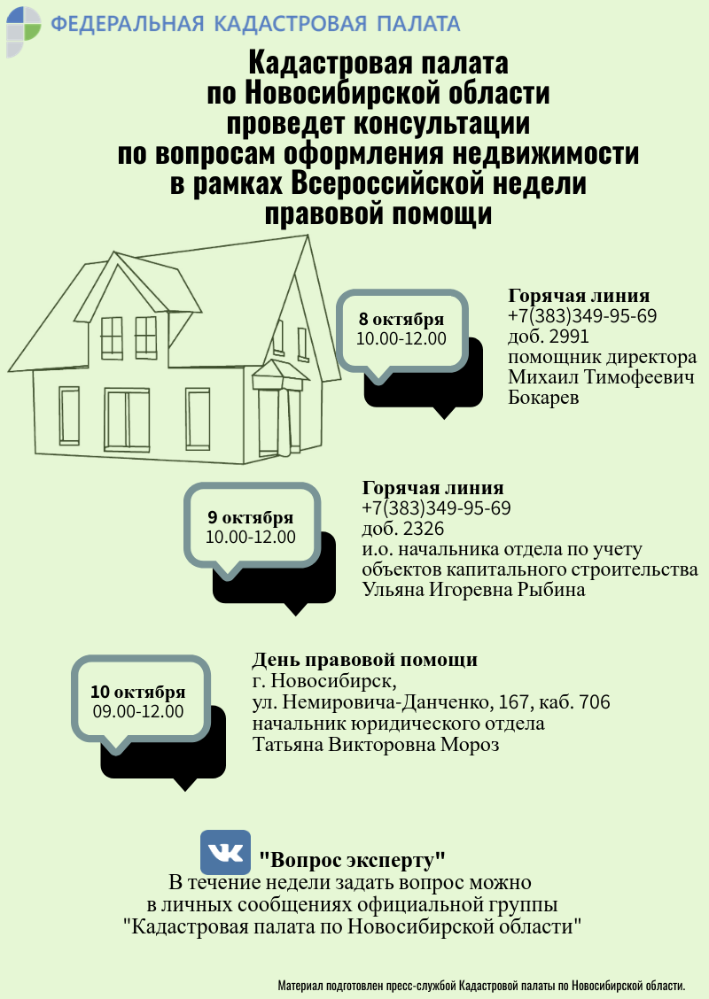 ФЕДЕРАЛЬНАЯ КАДАСТРОВАЯ ПАЛАТА
Кадастровая палата
по Новосибирской области
проведет консультации
по вопросам оформления недвижимости
в рамках Всероссийской недели
правовой помощи
8 октября
10.00-12.00
Горячая линия
+7(383)349-95-69
доб. 2991
помощник директора
Михаил Тимофеевич
Бокарев
9 октября
10.00-12.00
Горячая линия
+7(383)349-95-69
доб. 2326
и.о. начальника отдела по учету
объектов капитального строительства
Ульяна Игоревна Рыбина
10 октября
09.00-12.00
День правовой помощи
г. Новосибирск,
ул. Немировича-Данченко, 167, каб. 706
начальник юридического отдела
Татьяна Викторовна Мороз
"Вопрос эксперту"
В течение недели задать вопрос можно
в личных сообщениях официальной группы
"Кадастровая палата по Новосибирской области"
Материал подготовлен пресс-службой Кадастровой палаты по Новосибирской области.